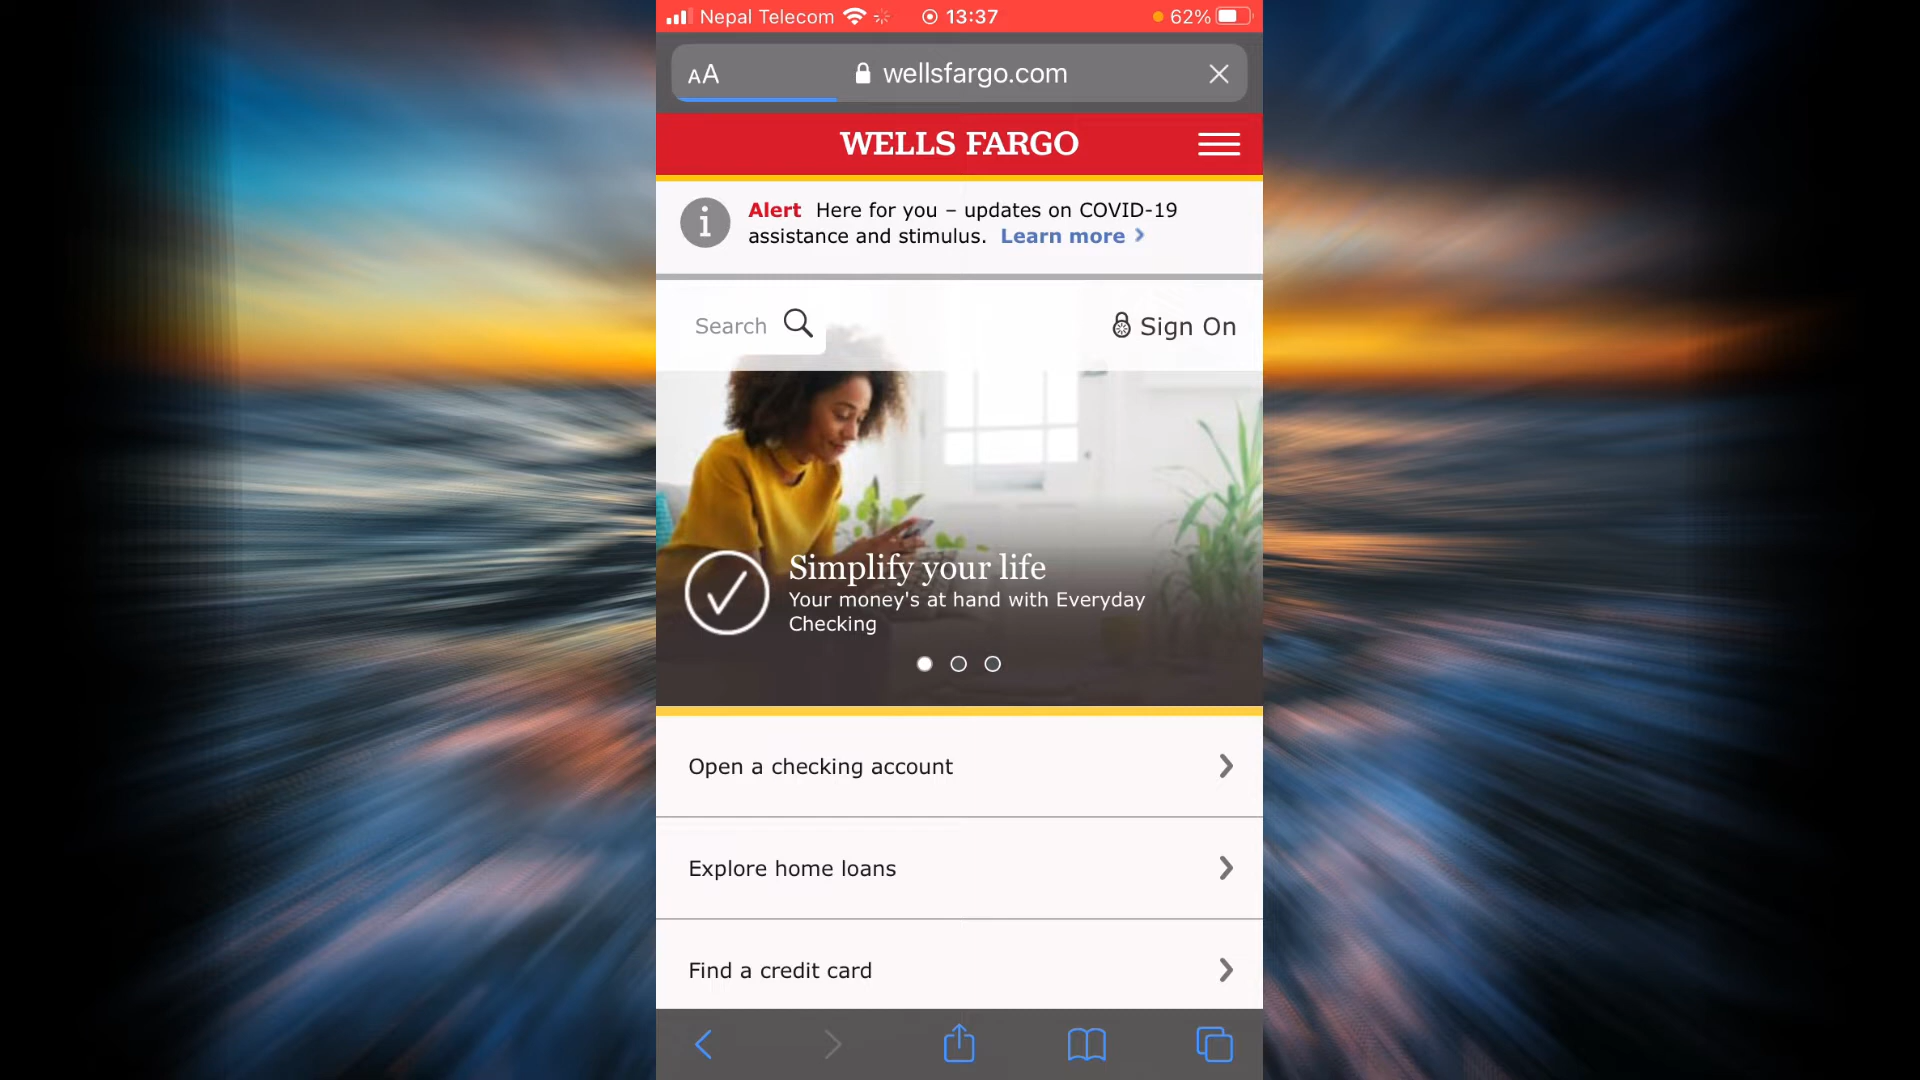 Nepal Telecom 13:37 62%
AA wellsfargo.com
WELLS FARGO
Alert Here for you – updates on COVID-19
assistance and stimulus. Learn more
Search Sign On
Simplify your life
Your money's at hand with Everyday
Checking
Open a checking account
Explore home loans
Find a credit card